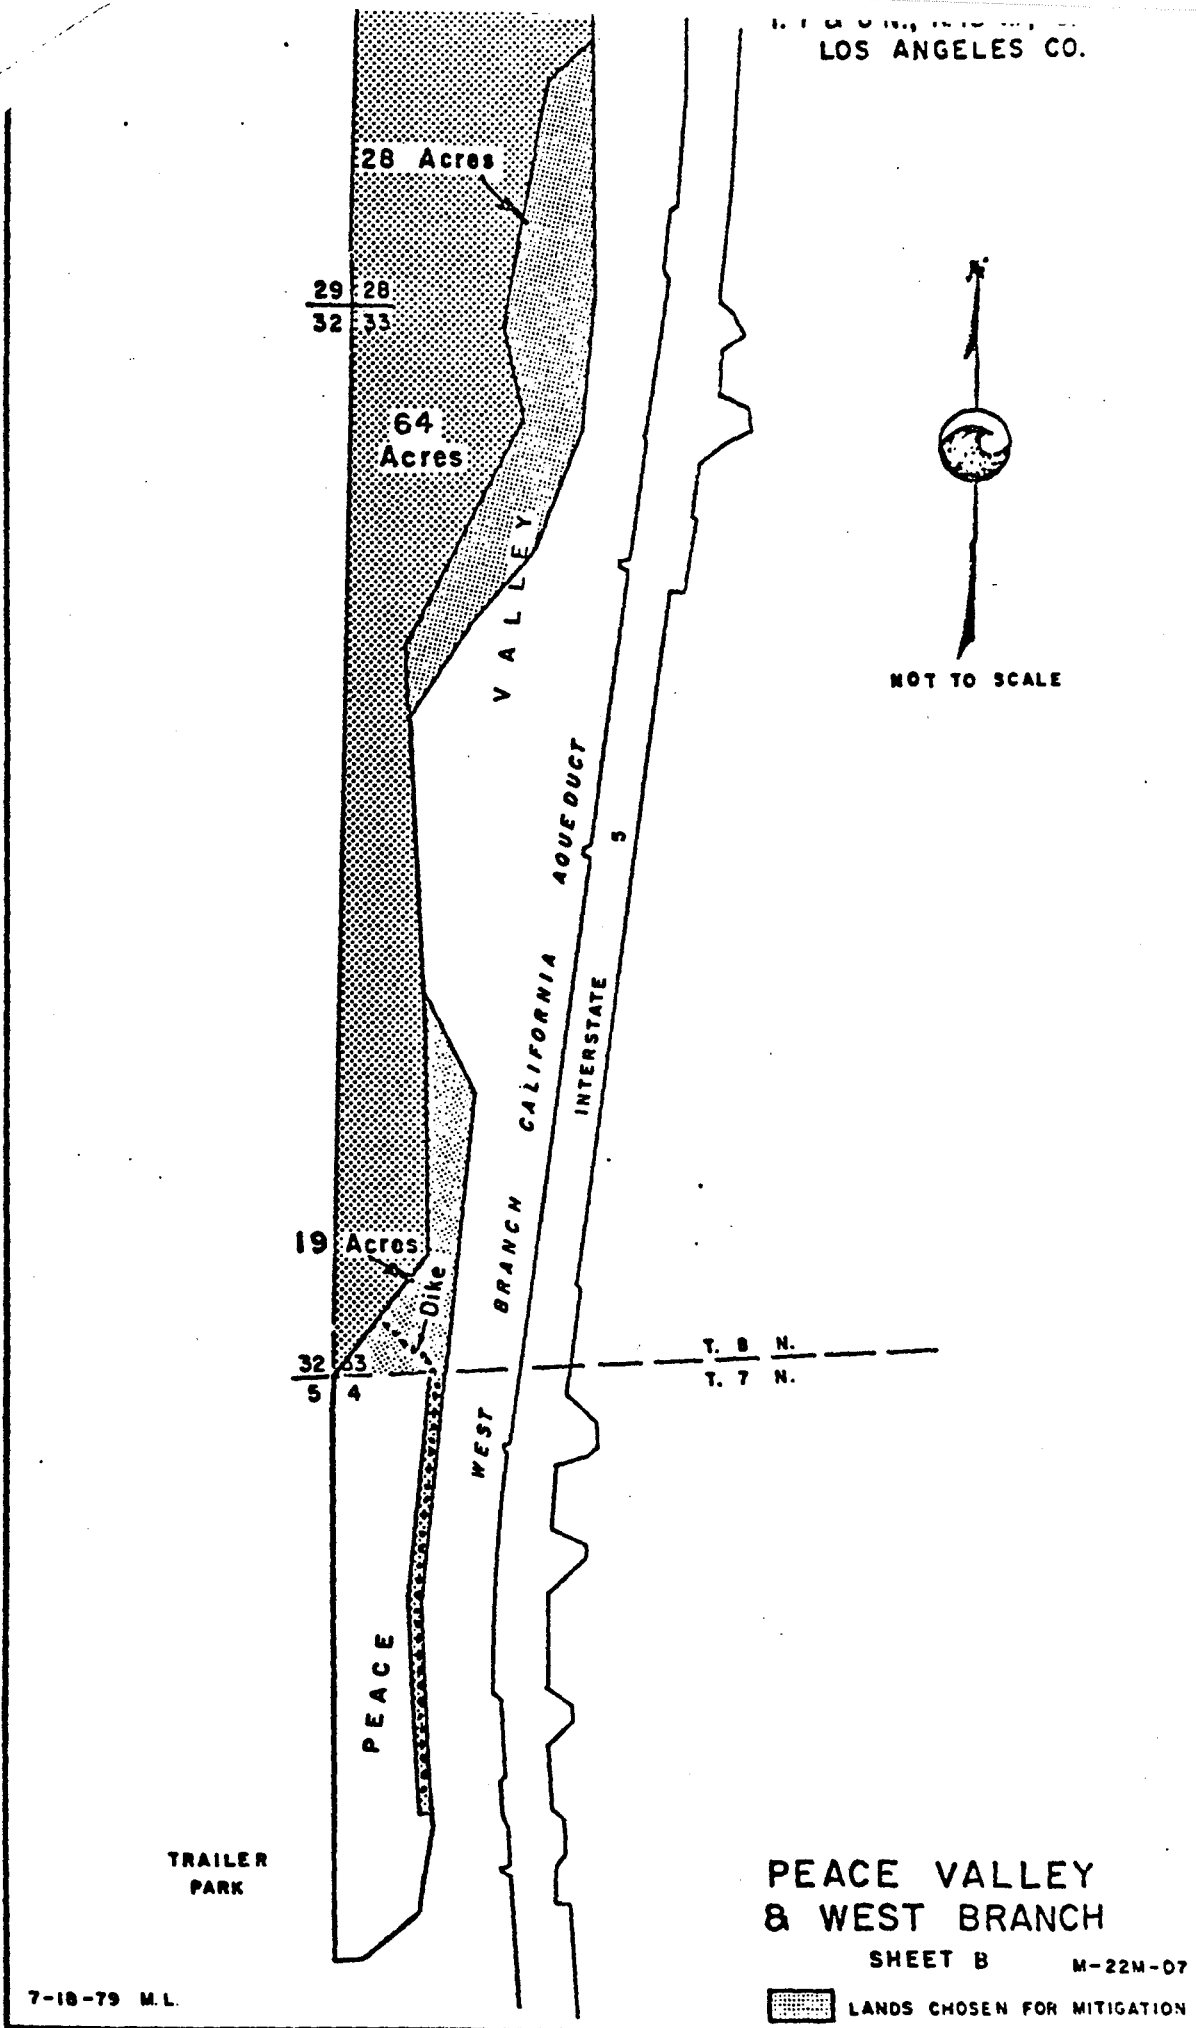 LOS ANGELES CO.
28 Acres
29 28
32 33
64
Acres
VALLEY
NOT TO SCALE
AQUEDUCT
5
CALIFORNIA
INTERSTATE
BRANCH
19 Acres
Dike
T. 8 N.
32 33
T. 7 N.
5 4
WEST
PEACE
TRAILER
PARK
PEACE VALLEY
& WEST BRANCH
SHEET B
M-22M-07
7-18-79 M.L.
LANDS CHOSEN FOR MITIGATION